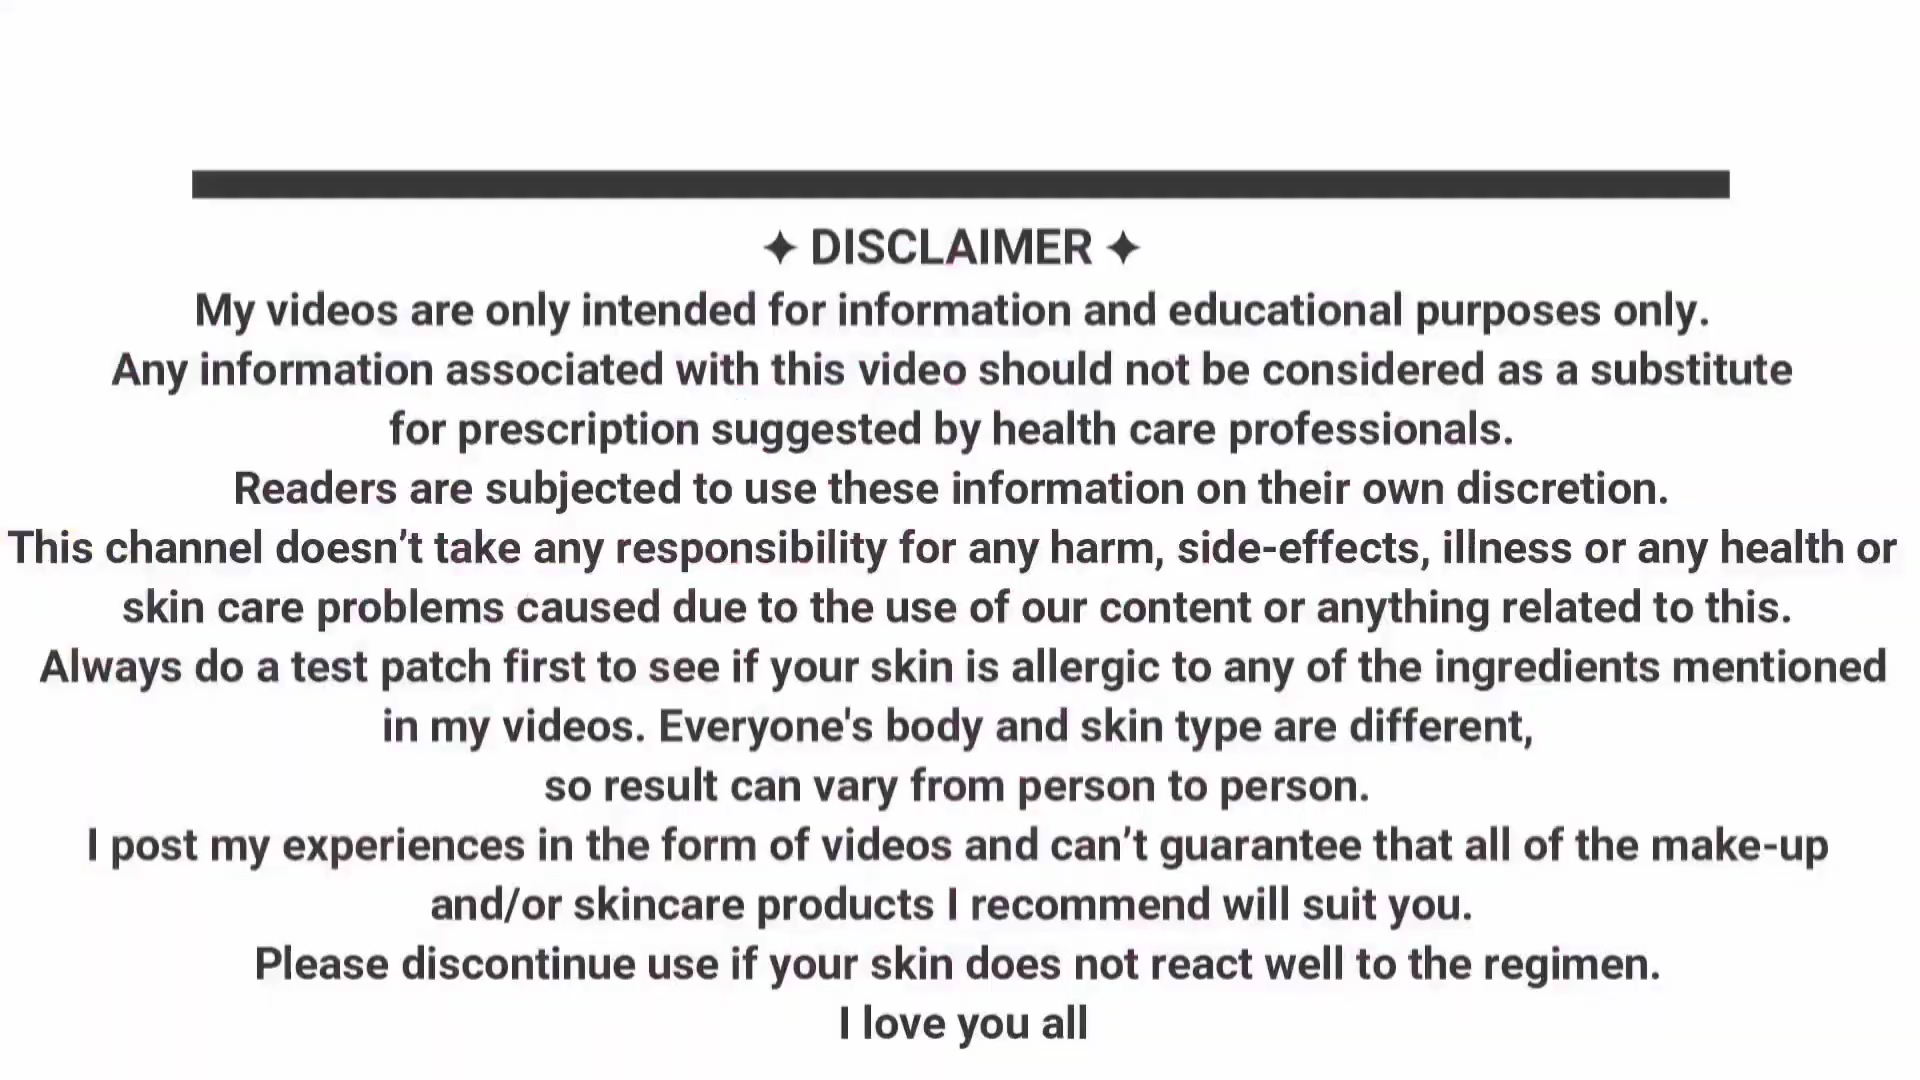 ✦ DISCLAIMER ✦
My videos are only intended for information and educational purposes only.
Any information associated with this video should not be considered as a substitute
for prescription suggested by health care professionals.
Readers are subjected to use these information on their own discretion.
This channel doesn’t take any responsibility for any harm, side-effects, illness or any health or
skin care problems caused due to the use of our content or anything related to this.
Always do a test patch first to see if your skin is allergic to any of the ingredients mentioned
in my videos. Everyone's body and skin type are different,
so result can vary from person to person.
I post my experiences in the form of videos and can’t guarantee that all of the make-up
and/or skincare products I recommend will suit you.
Please discontinue use if your skin does not react well to the regimen.
I love you all